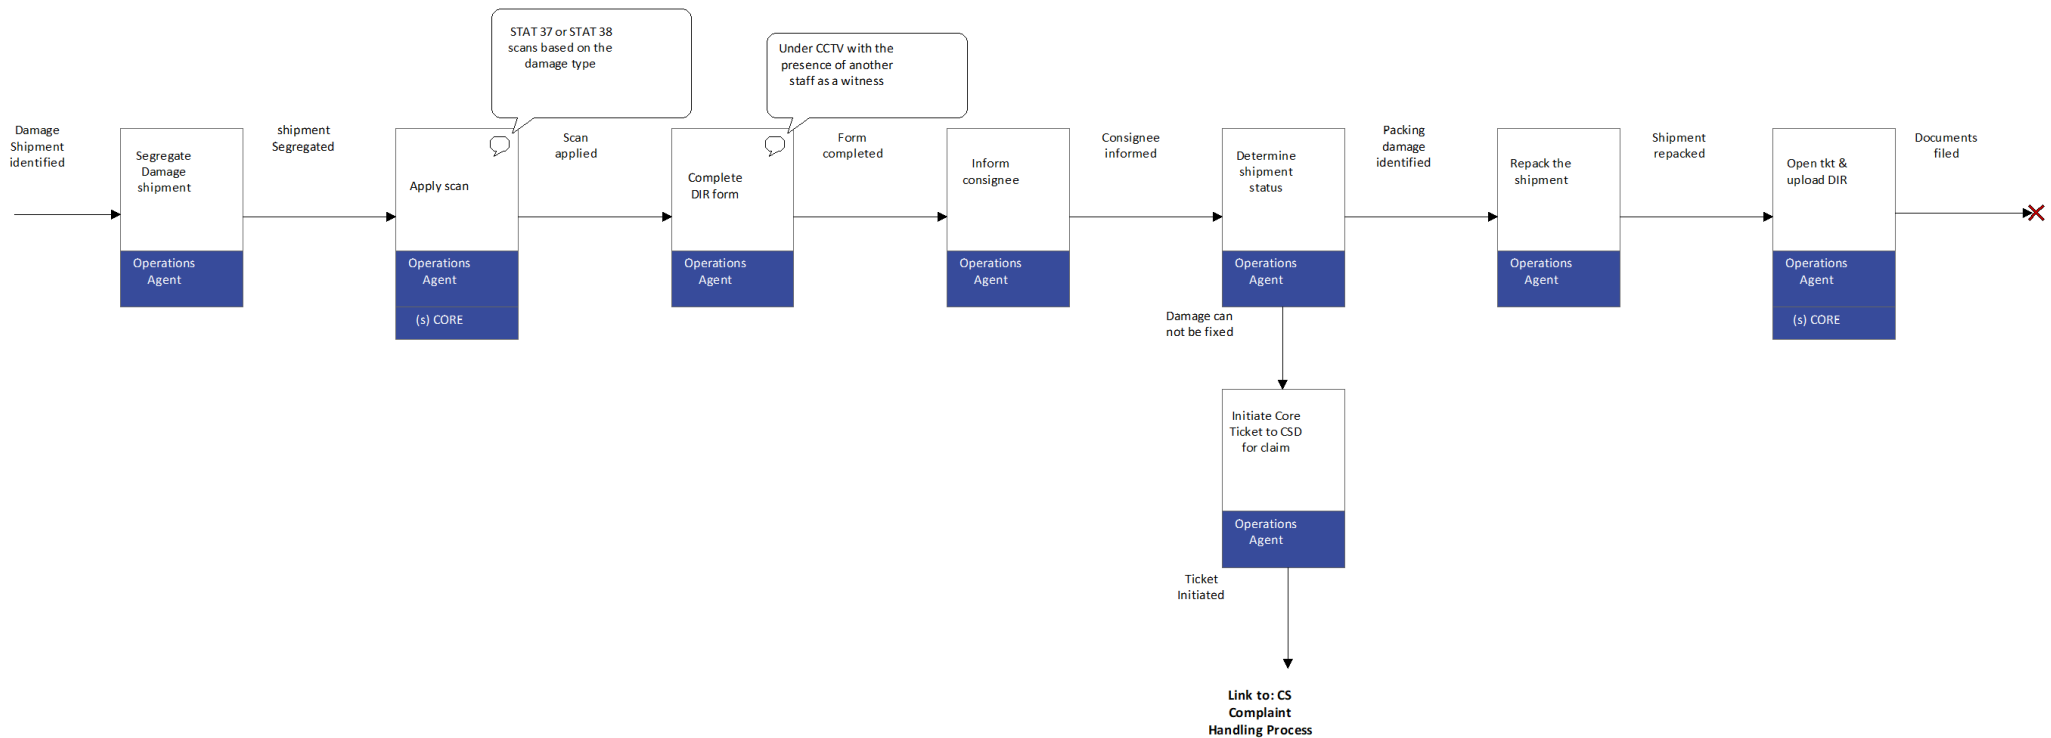 STAT 37 or STAT 38
scans based on the
damage type
Under CCTV with the
presence of another
staff as a witness
Damage
Shipment
identified
Segregate
Damage
shipment
Operations
Agent
shipment
Segregated
Apply scan
Operations
Agent
(s) CORE
Scan
applied
Complete
DIR form
Operations
Agent
Form
completed
Inform
consignee
Operations
Agent
Consignee
informed
Determine
shipment
status
Operations
Agent
Packing
damage
identified
Repack the
shipment
Operations
Agent
Shipment
repacked
Open tkt &
upload DIR
Operations
Agent
(s) CORE
Documents
filed
Damage can
not be fixed
Initiate Core
Ticket to CSD
for claim
Operations
Agent
Ticket
Initiated
Link to: CS
Complaint
Handling Process